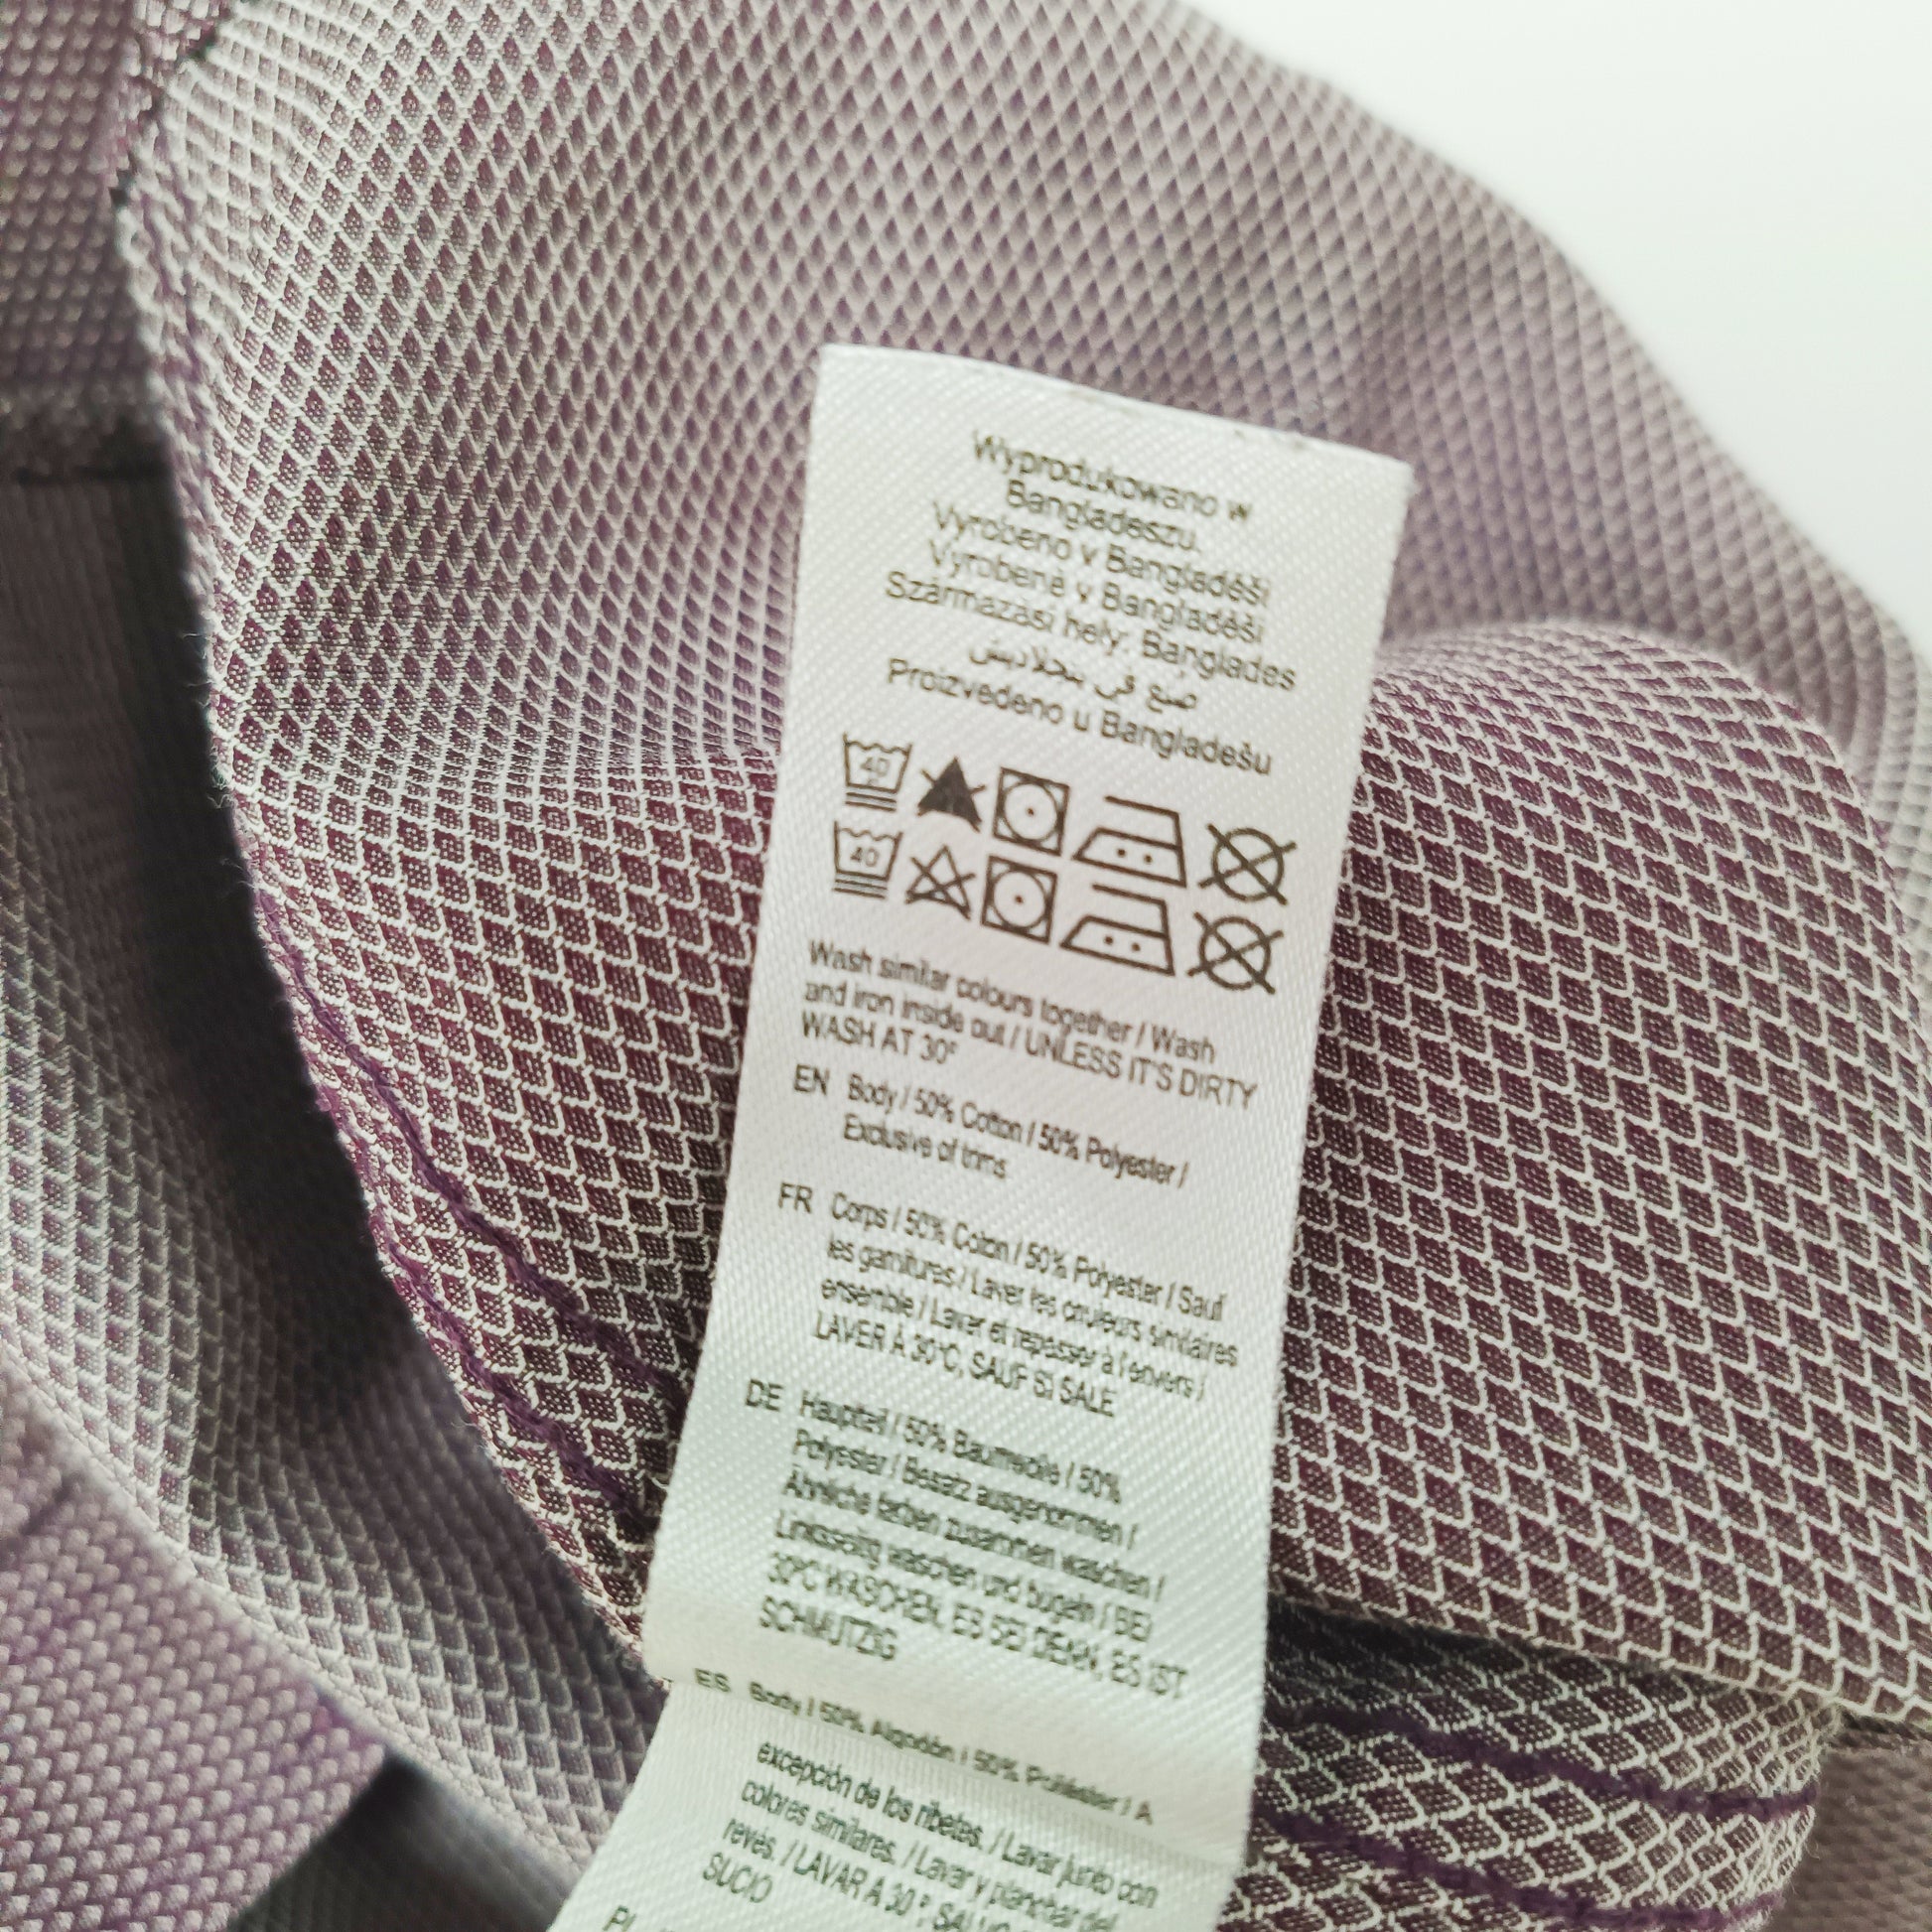 Wyprodukowano w
Bangladeszu.
Vyrobeno v Bangladéši
Vyrobené v Bangladéši
Származási hely: Banglades
صنع في بنجلاديش
Proizvedeno u Bangladešu
40
40
Wash similar colours together / Wash
and iron inside out / UNLESS IT'S DIRTY
WASH AT 30°
EN Body / 50% Cotton / 50% Polyester /
Exclusive of trims
FR Corps / 50% Coton / 50% Polyester / Sauf
les garnitures / Laver les couleurs similaires
ensemble / Laver et repasser à l'envers /
LAVER À 30°C, SAUF SI SALE
DE Hauptteil / 50% Baumwolle / 50%
Polyester / Besatz ausgenommen /
Ähnliche farben zusammen waschen /
Linksseitig waschen und bugeln / BEI
30°C WASCHEN, ES SEI DENN, ES IST
SCHMUTZIG
ES Body / 50% Algodón / 50% Poliéster / A
excepción de los ribetes. / Lavar junto con
colores similares. / Lavar y planchar del
revés. / LAVAR A 30
SUCIO